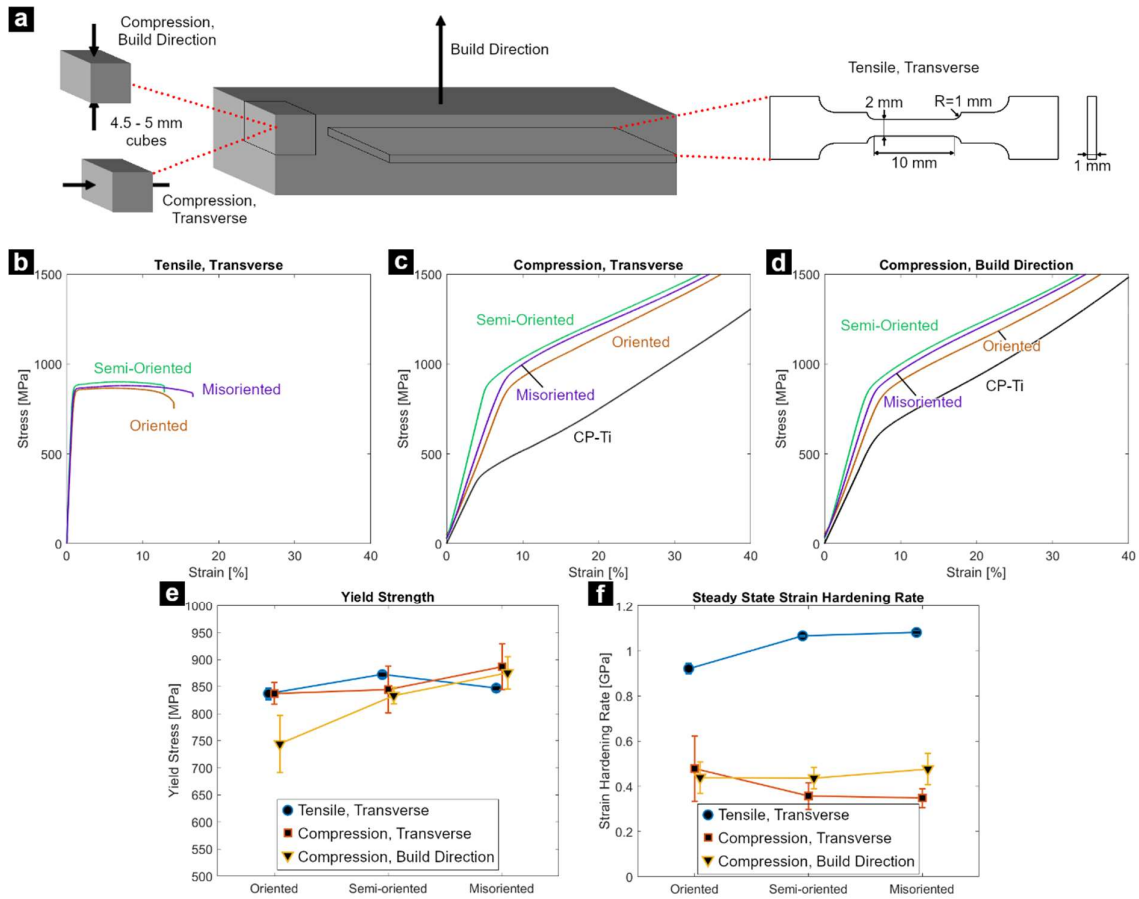 a
Compression,
Build Direction
4.5 - 5 mm
cubes
Compression,
Transverse
Build Direction
Tensile, Transverse
2 mm
R=1 mm
10 mm
1 mm
b
Tensile, Transverse
1500
1000
500
0
Stress [MPa]
Semi-Oriented
Misoriented
Oriented
0
10
20
30
40
Strain [%]
c
Compression, Transverse
1500
1000
500
0
Stress [MPa]
Semi-Oriented
Oriented
Misoriented
CP-Ti
0
10
20
30
40
Strain [%]
d
Compression, Build Direction
1500
1000
500
0
Stress [MPa]
Semi-Oriented
Oriented
CP-Ti
Misoriented
0
10
20
30
40
Strain [%]
e
Yield Strength
1000
950
900
850
800
750
700
650
600
550
500
Yield Stress [MPa]
Tensile, Transverse
Compression, Transverse
Compression, Build Direction
Oriented
Semi-oriented
Misoriented
f
Steady State Strain Hardening Rate
1.2
1
0.8
0.6
0.4
0.2
0
Strain Hardening Rate [GPa]
Tensile, Transverse
Compression, Transverse
Compression, Build Direction
Oriented
Semi-oriented
Misoriented